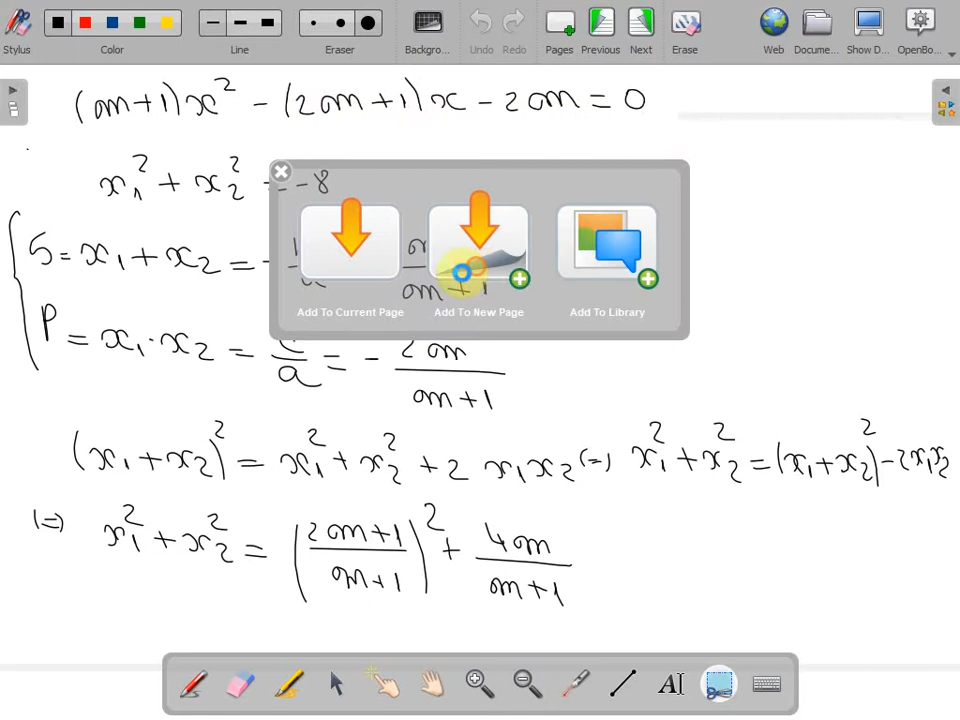 Stylus Color Line Eraser Backgro... Undo Redo Pages Previous Next Erase Web Docume... Show D... OpenBo...
(m+1)x² - (2m+1)x - 2m = 0
x₁² + x₂² = -8
S = x₁ + x₂ = -
m+1
Add To Current Page Add To New Page Add To Library
P = x₁·x₂ = c/a = - 2m/(m+1)
(x₁+x₂)² = x₁² + x₂² + 2 x₁x₂ (=) x₁² + x₂² = (x₁+x₂)² - 2x₁x₂
(=) x₁² + x₂² = ((2m+1)/(m+1))² + 4m/(m+1)